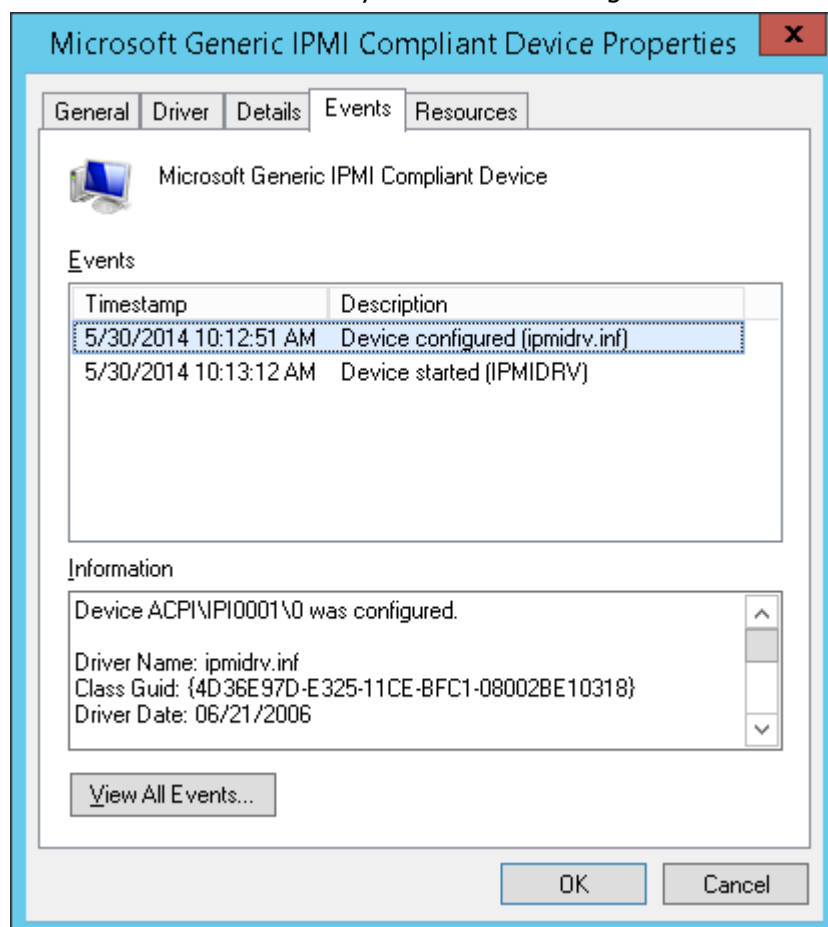 Microsoft Generic IPMI Compliant Device Properties x
General Driver Details Events Resources
Microsoft Generic IPMI Compliant Device
Events
Timestamp Description
5/30/2014 10:12:51 AM Device configured (ipmidrv.inf)
5/30/2014 10:13:12 AM Device started (IPMIDRV)
Information
Device ACPI\IPI0001\0 was configured.
Driver Name: ipmidrv.inf
Class Guid: {4D36E97D-E325-11CE-BFC1-08002BE10318}
Driver Date: 06/21/2006
View All Events...
OK Cancel